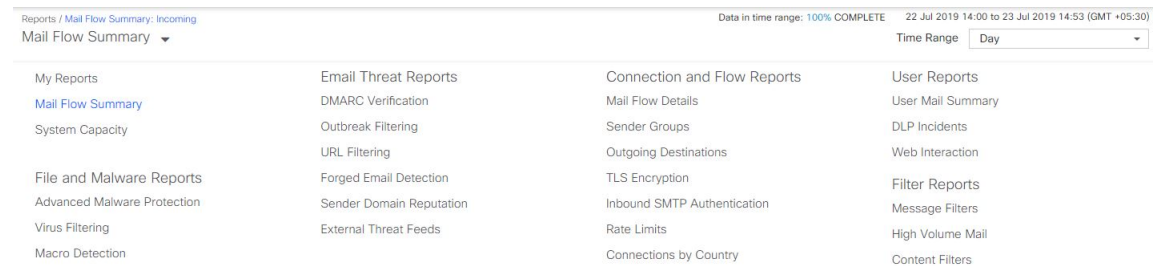 Reports / Mail Flow Summary: Incoming
Data in time range: 100% COMPLETE 22 Jul 2019 14:00 to 23 Jul 2019 14:53 (GMT +05:30)
Mail Flow Summary
Time Range Day
My Reports
Mail Flow Summary
System Capacity
File and Malware Reports
Advanced Malware Protection
Virus Filtering
Macro Detection
Email Threat Reports
DMARC Verification
Outbreak Filtering
URL Filtering
Forged Email Detection
Sender Domain Reputation
External Threat Feeds
Connection and Flow Reports
Mail Flow Details
Sender Groups
Outgoing Destinations
TLS Encryption
Inbound SMTP Authentication
Rate Limits
Connections by Country
User Reports
User Mail Summary
DLP Incidents
Web Interaction
Filter Reports
Message Filters
High Volume Mail
Content Filters